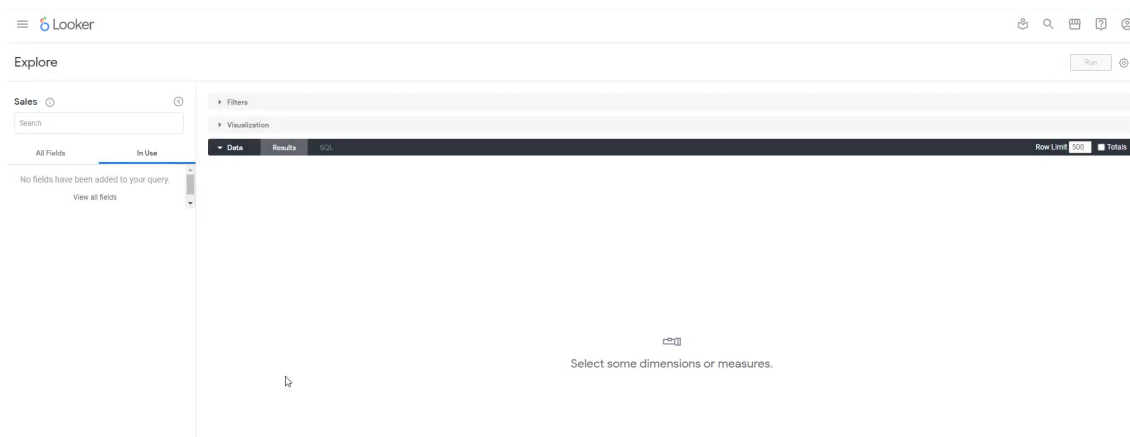 Looker
Explore
Run
Sales
Search
All Fields In Use
No fields have been added to your query.
View all fields
Filters
Visualization
Data Results SQL Row Limit 500 Totals
Select some dimensions or measures.